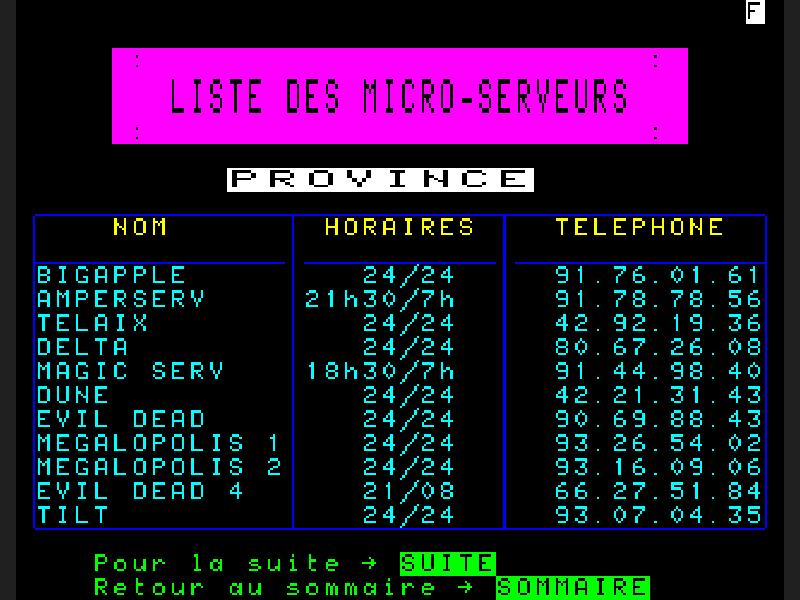 F
LISTE DES MICRO-SERVEURS
PROVINCE
NOM HORAIRES TELEPHONE
BIGAPPLE 24/24 91.76.01.61
AMPERSERV 21h30/7h 91.78.78.56
TELAIX 24/24 42.92.19.36
DELTA 24/24 80.67.26.08
MAGIC SERV 18h30/7h 91.44.98.40
DUNE 24/24 42.21.31.43
EVIL DEAD 24/24 90.69.88.43
MEGALOPOLIS 1 24/24 93.26.54.02
MEGALOPOLIS 2 24/24 93.16.09.06
EVIL DEAD 4 21/08 66.27.51.84
TILT 24/24 93.07.04.35
Pour la suite → SUITE
Retour au sommaire → SOMMAIRE